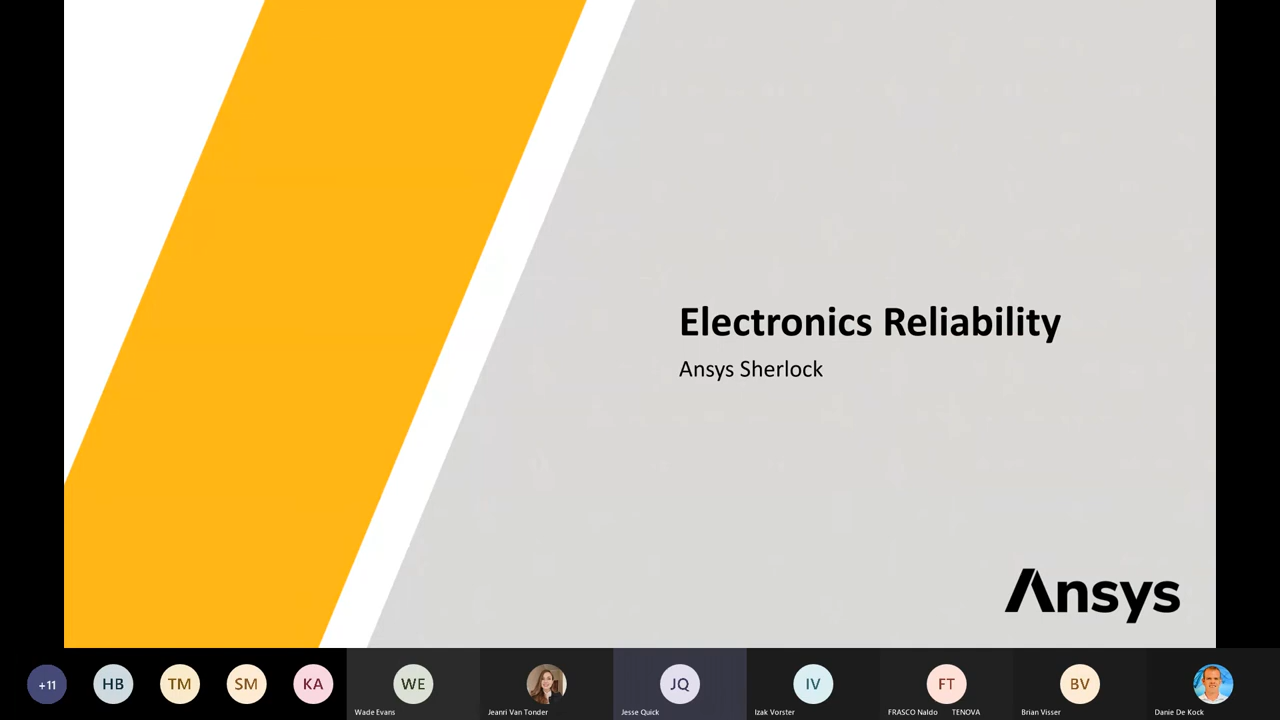 Electronics Reliability
Ansys Sherlock
Ansys
+11
HB
TM
SM
KA
WE
JQ
IV
FT
BV
Wade Evans
Jeanri Van Tonder
Jesse Quick
Izak Vorster
FRASCO Naldo TENOVA
Brian Visser
Danie De Kock